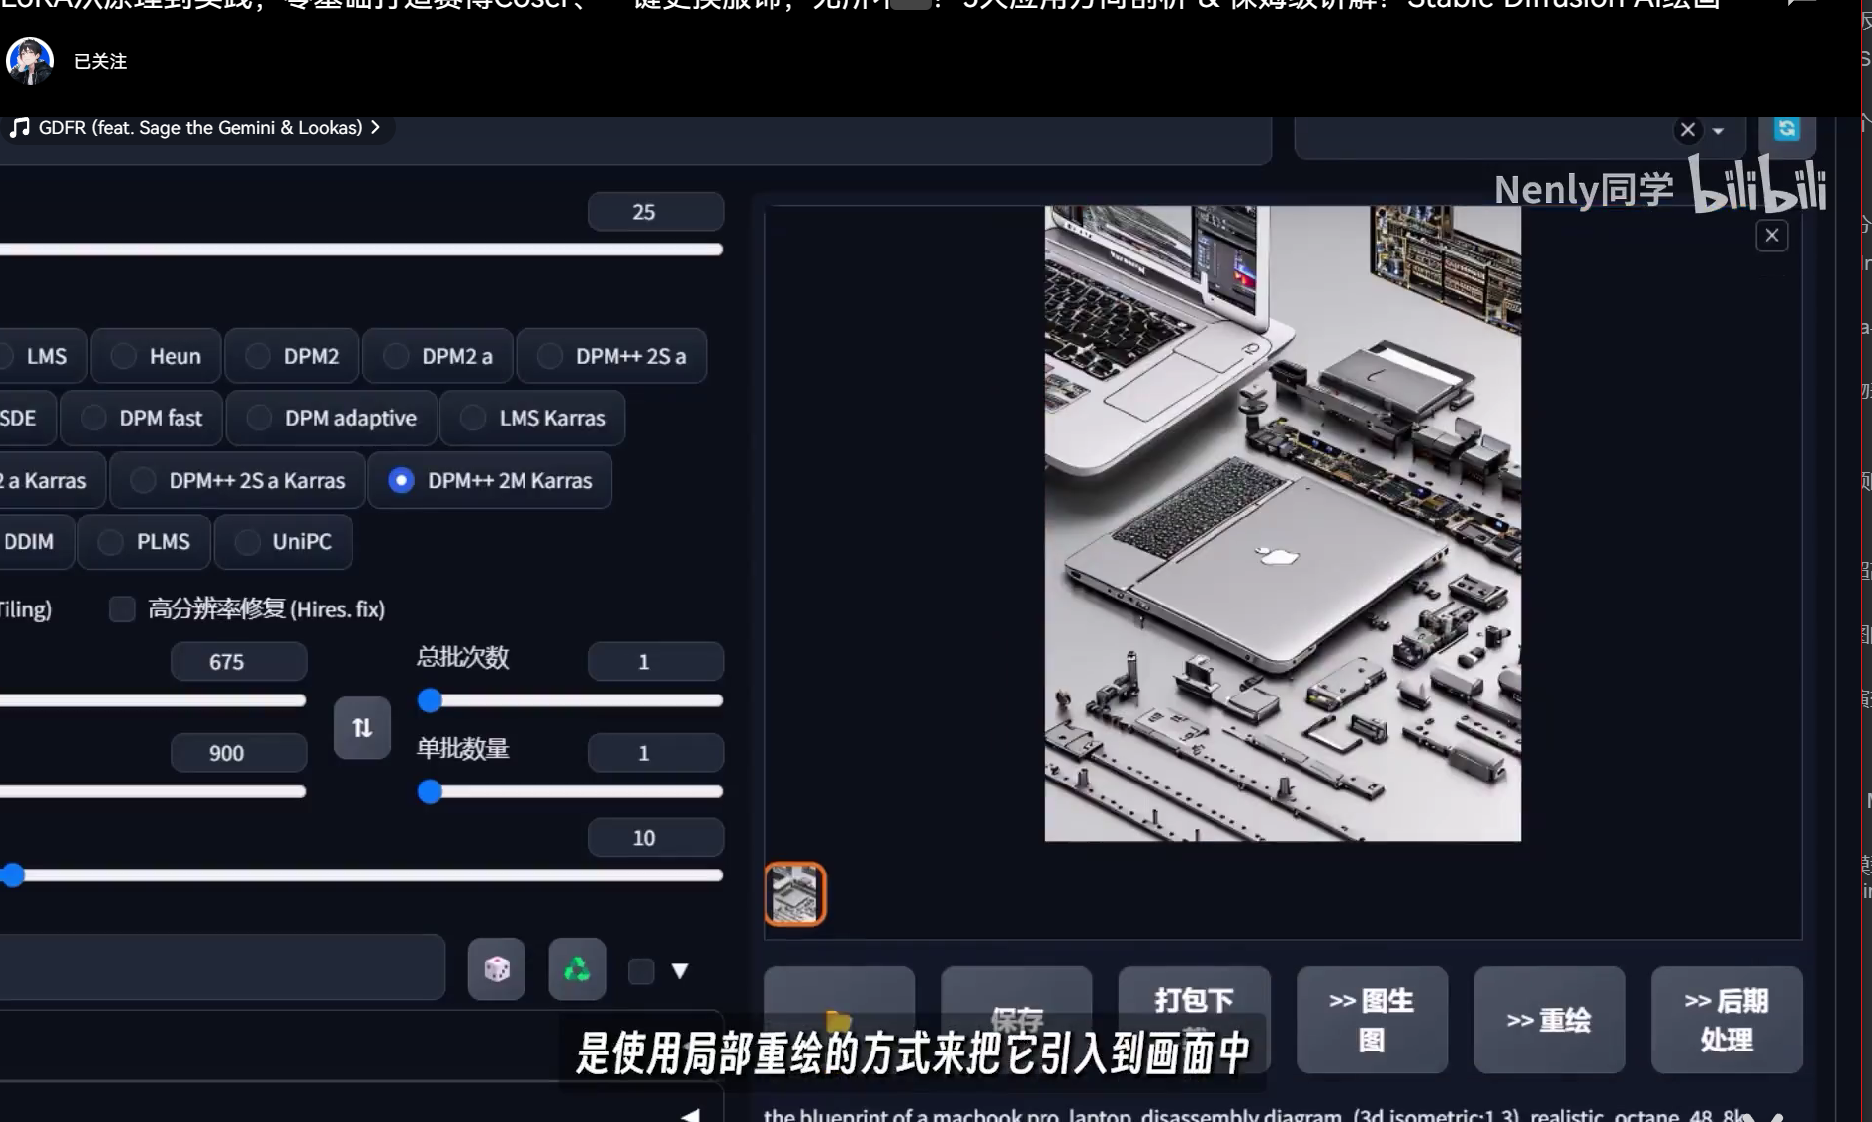 已关注
GDFR (feat. Sage the Gemini & Lookas)
Nenly同学 bilibili
25
LMS
Heun
DPM2
DPM2 a
DPM++ 2S a
SDE
DPM fast
DPM adaptive
LMS Karras
a Karras
DPM++ 2S a Karras
DPM++ 2M Karras
DDIM
PLMS
UniPC
Tiling)
高分辨率修复 (Hires. fix)
675
总批次数
1
900
单批数量
1
10
保存
打包下
>> 图生
图
>> 重绘
>> 后期
处理
是使用局部重绘的方式来把它引入到画面中
the blueprint of a macbook pro, laptop, disassembly diagram, (3d isometric:1.3), realistic, octane, 48, 8k